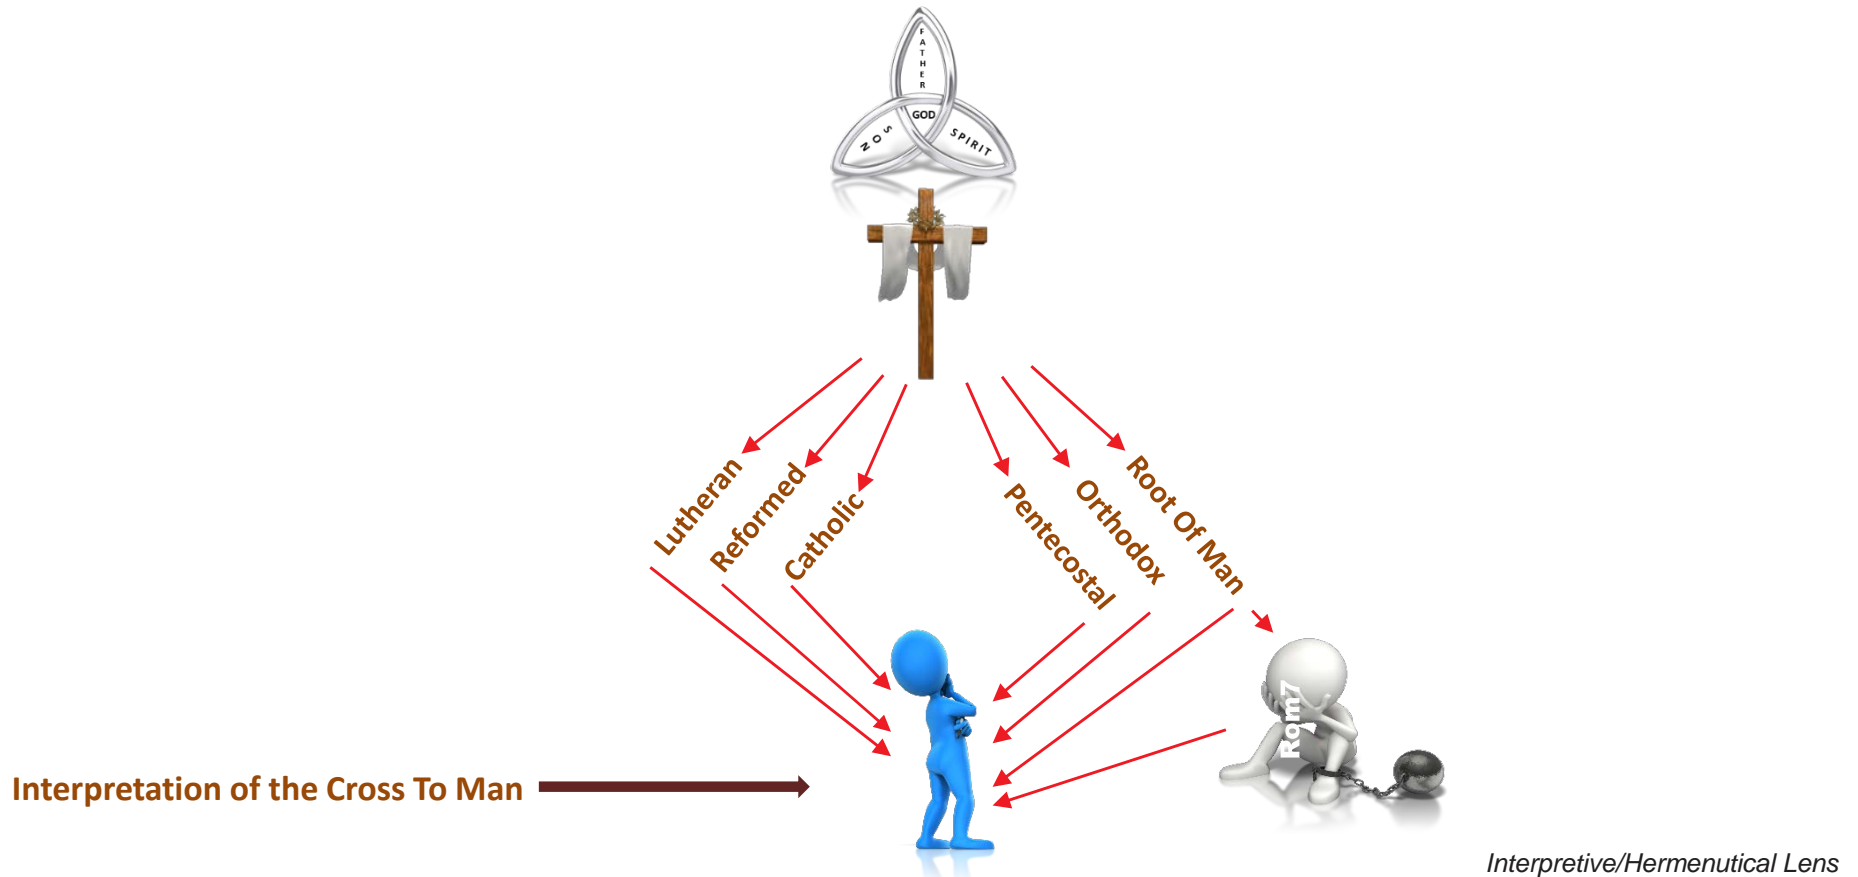 FATHER
GOD
SON
SPIRIT
Lutheran
Reformed
Catholic
Pentecostal
Orthodox
Root Of Man
Rom7
Interpretation of the Cross To Man
Interpretive/Hermenutical Lens